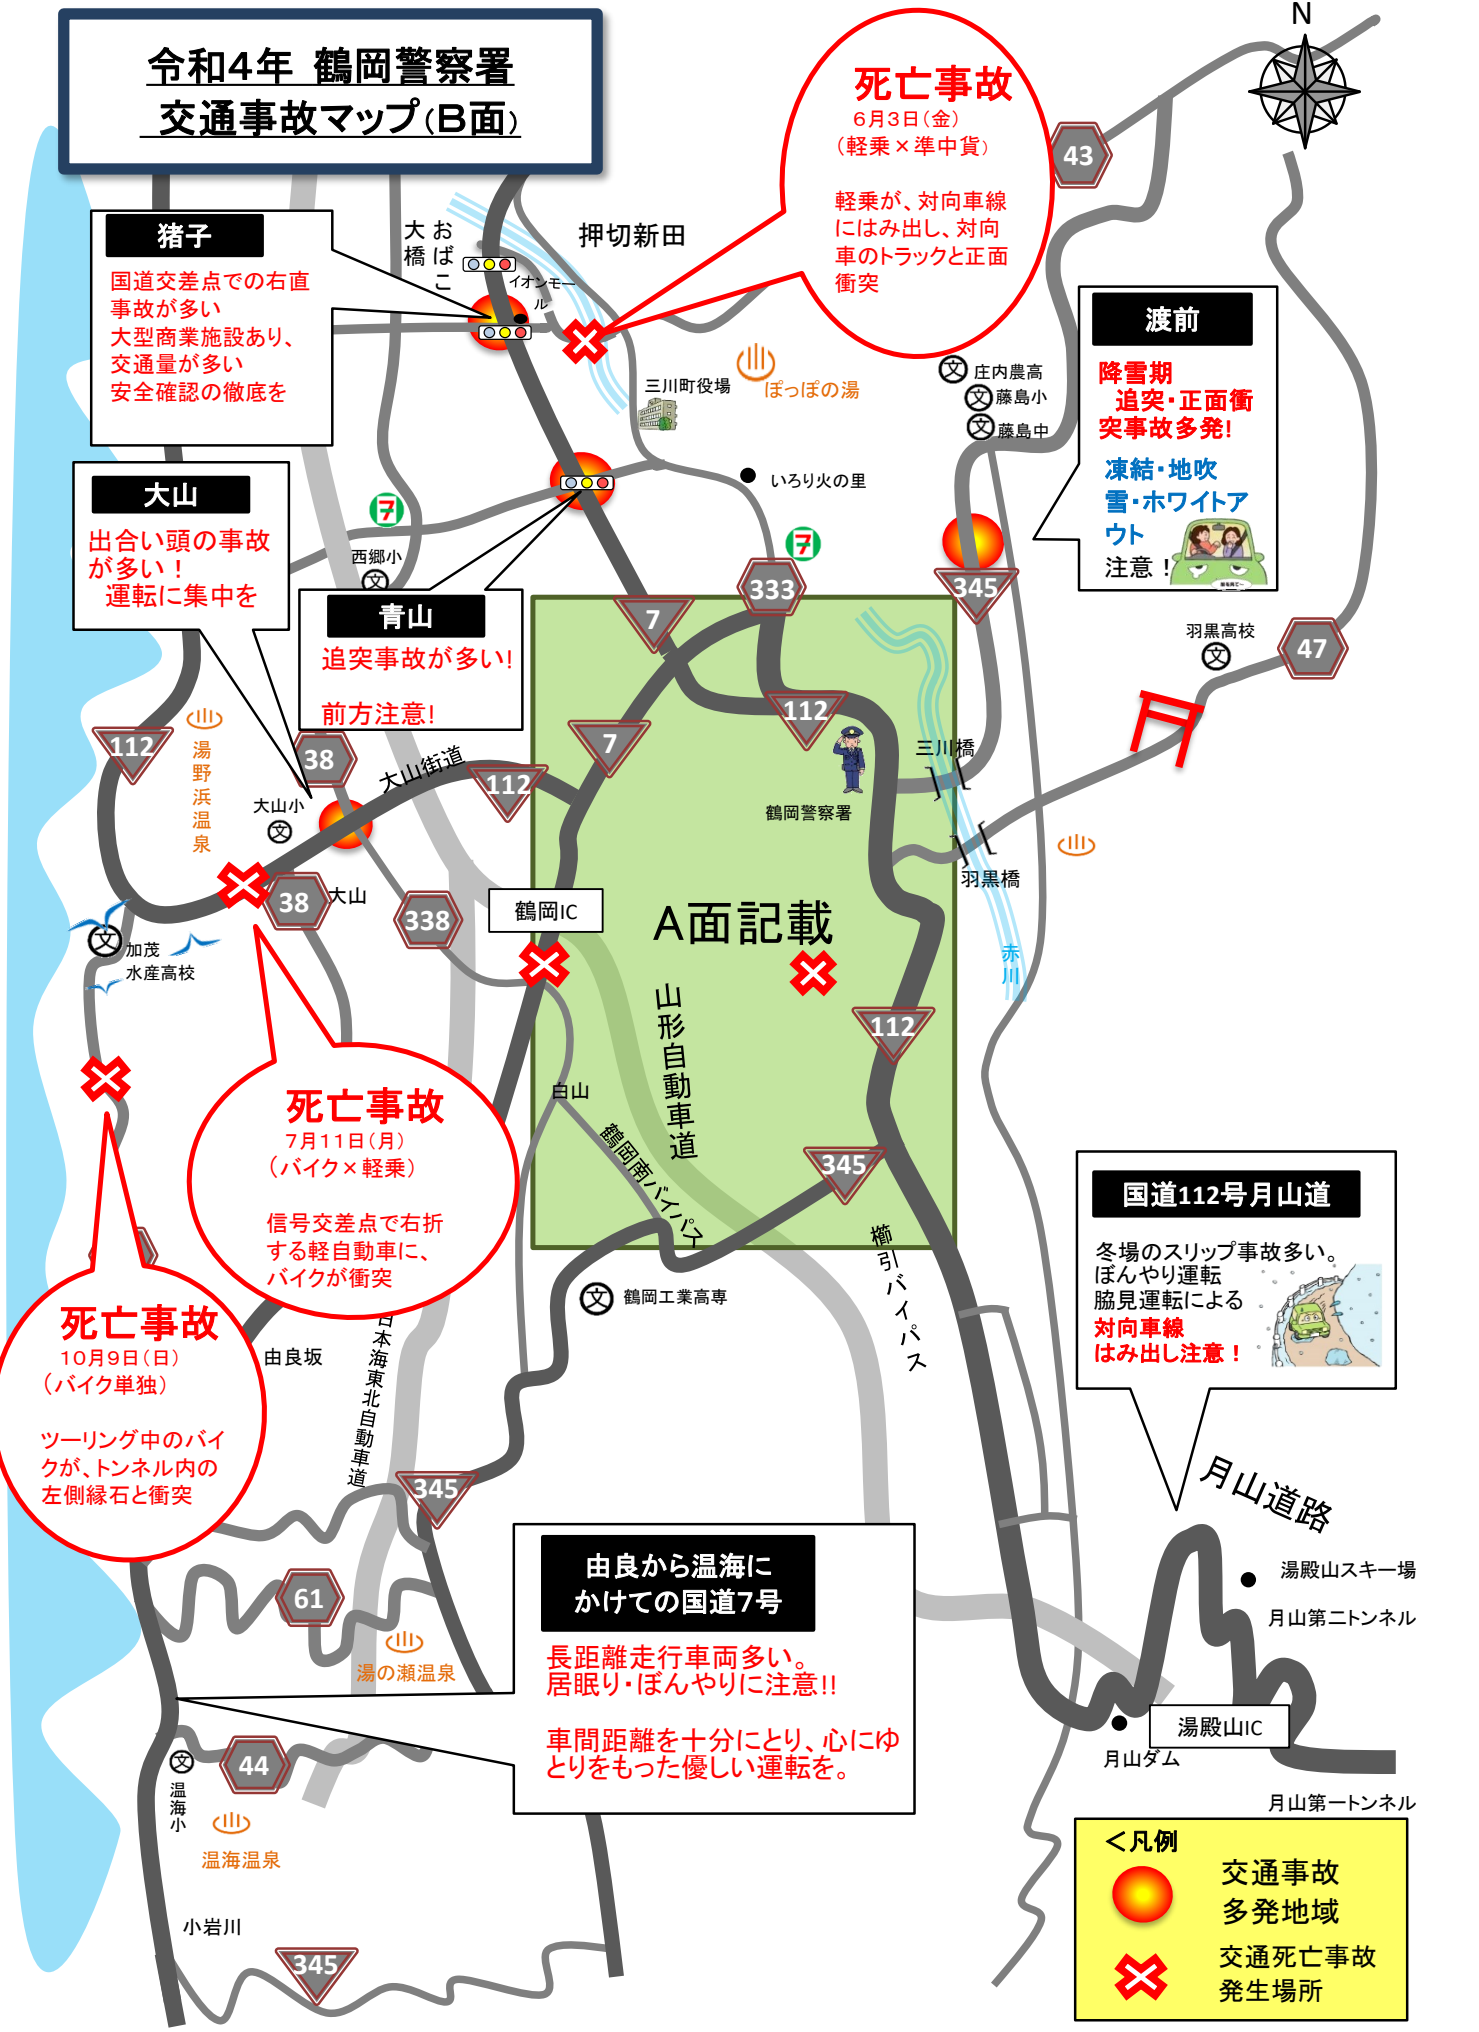 令和4年 鶴岡警察署
交通事故マップ(B面)
N
死亡事故
6月3日(金)
(軽乗×準中貨)
軽乗が、対向車線
にはみ出し、対向
車のトラックと正面
衝突
43
猪子
国道交差点での右直
事故が多い
大型商業施設あり、
交通量が多い
安全確認の徹底を
おばこ
大橋
押切新田
イオンモー
ル
三川町役場
ぽっぽの湯
文 庄内農高
文 藤島小
文 藤島中
渡前
降雪期
追突・正面衝
突事故多発!
凍結・地吹
雪・ホワイトア
ウト
注意!
いろり火の里
大山
出合い頭の事故
が多い!
運転に集中を
7
西郷小
文
7
333
345
青山
追突事故が多い!
前方注意!
7
羽黒高校
文
47
112
湯野浜温泉
38
大山街道
112
7
112
三川橋
鶴岡警察署
大山小
文
38
大山
338
鶴岡IC
羽黒橋
A面記載
赤川
文 加茂
水産高校
山形自動車道
112
死亡事故
7月11日(月)
(バイク×軽乗)
信号交差点で右折
する軽自動車に、
バイクが衝突
白山
鶴岡南バイパス
345
櫛引バイパス
国道112号月山道
冬場のスリップ事故多い。
ぼんやり運転
脇見運転による
対向車線
はみ出し注意!
文 鶴岡工業高専
死亡事故
10月9日(日)
(バイク単独)
ツーリング中のバイ
クが、トンネル内の
左側縁石と衝突
由良坂
日本海東北自動車道
345
月山道路
由良から温海に
かけての国道7号
長距離走行車両多い。
居眠り・ぼんやりに注意!!
車間距離を十分にとり、心にゆ
とりをもった優しい運転を。
61
湯の瀬温泉
湯殿山スキー場
月山第二トンネル
湯殿山IC
月山ダム
月山第一トンネル
文
温海小
44
温海温泉
小岩川
345
<凡例
交通事故
多発地域
交通死亡事故
発生場所